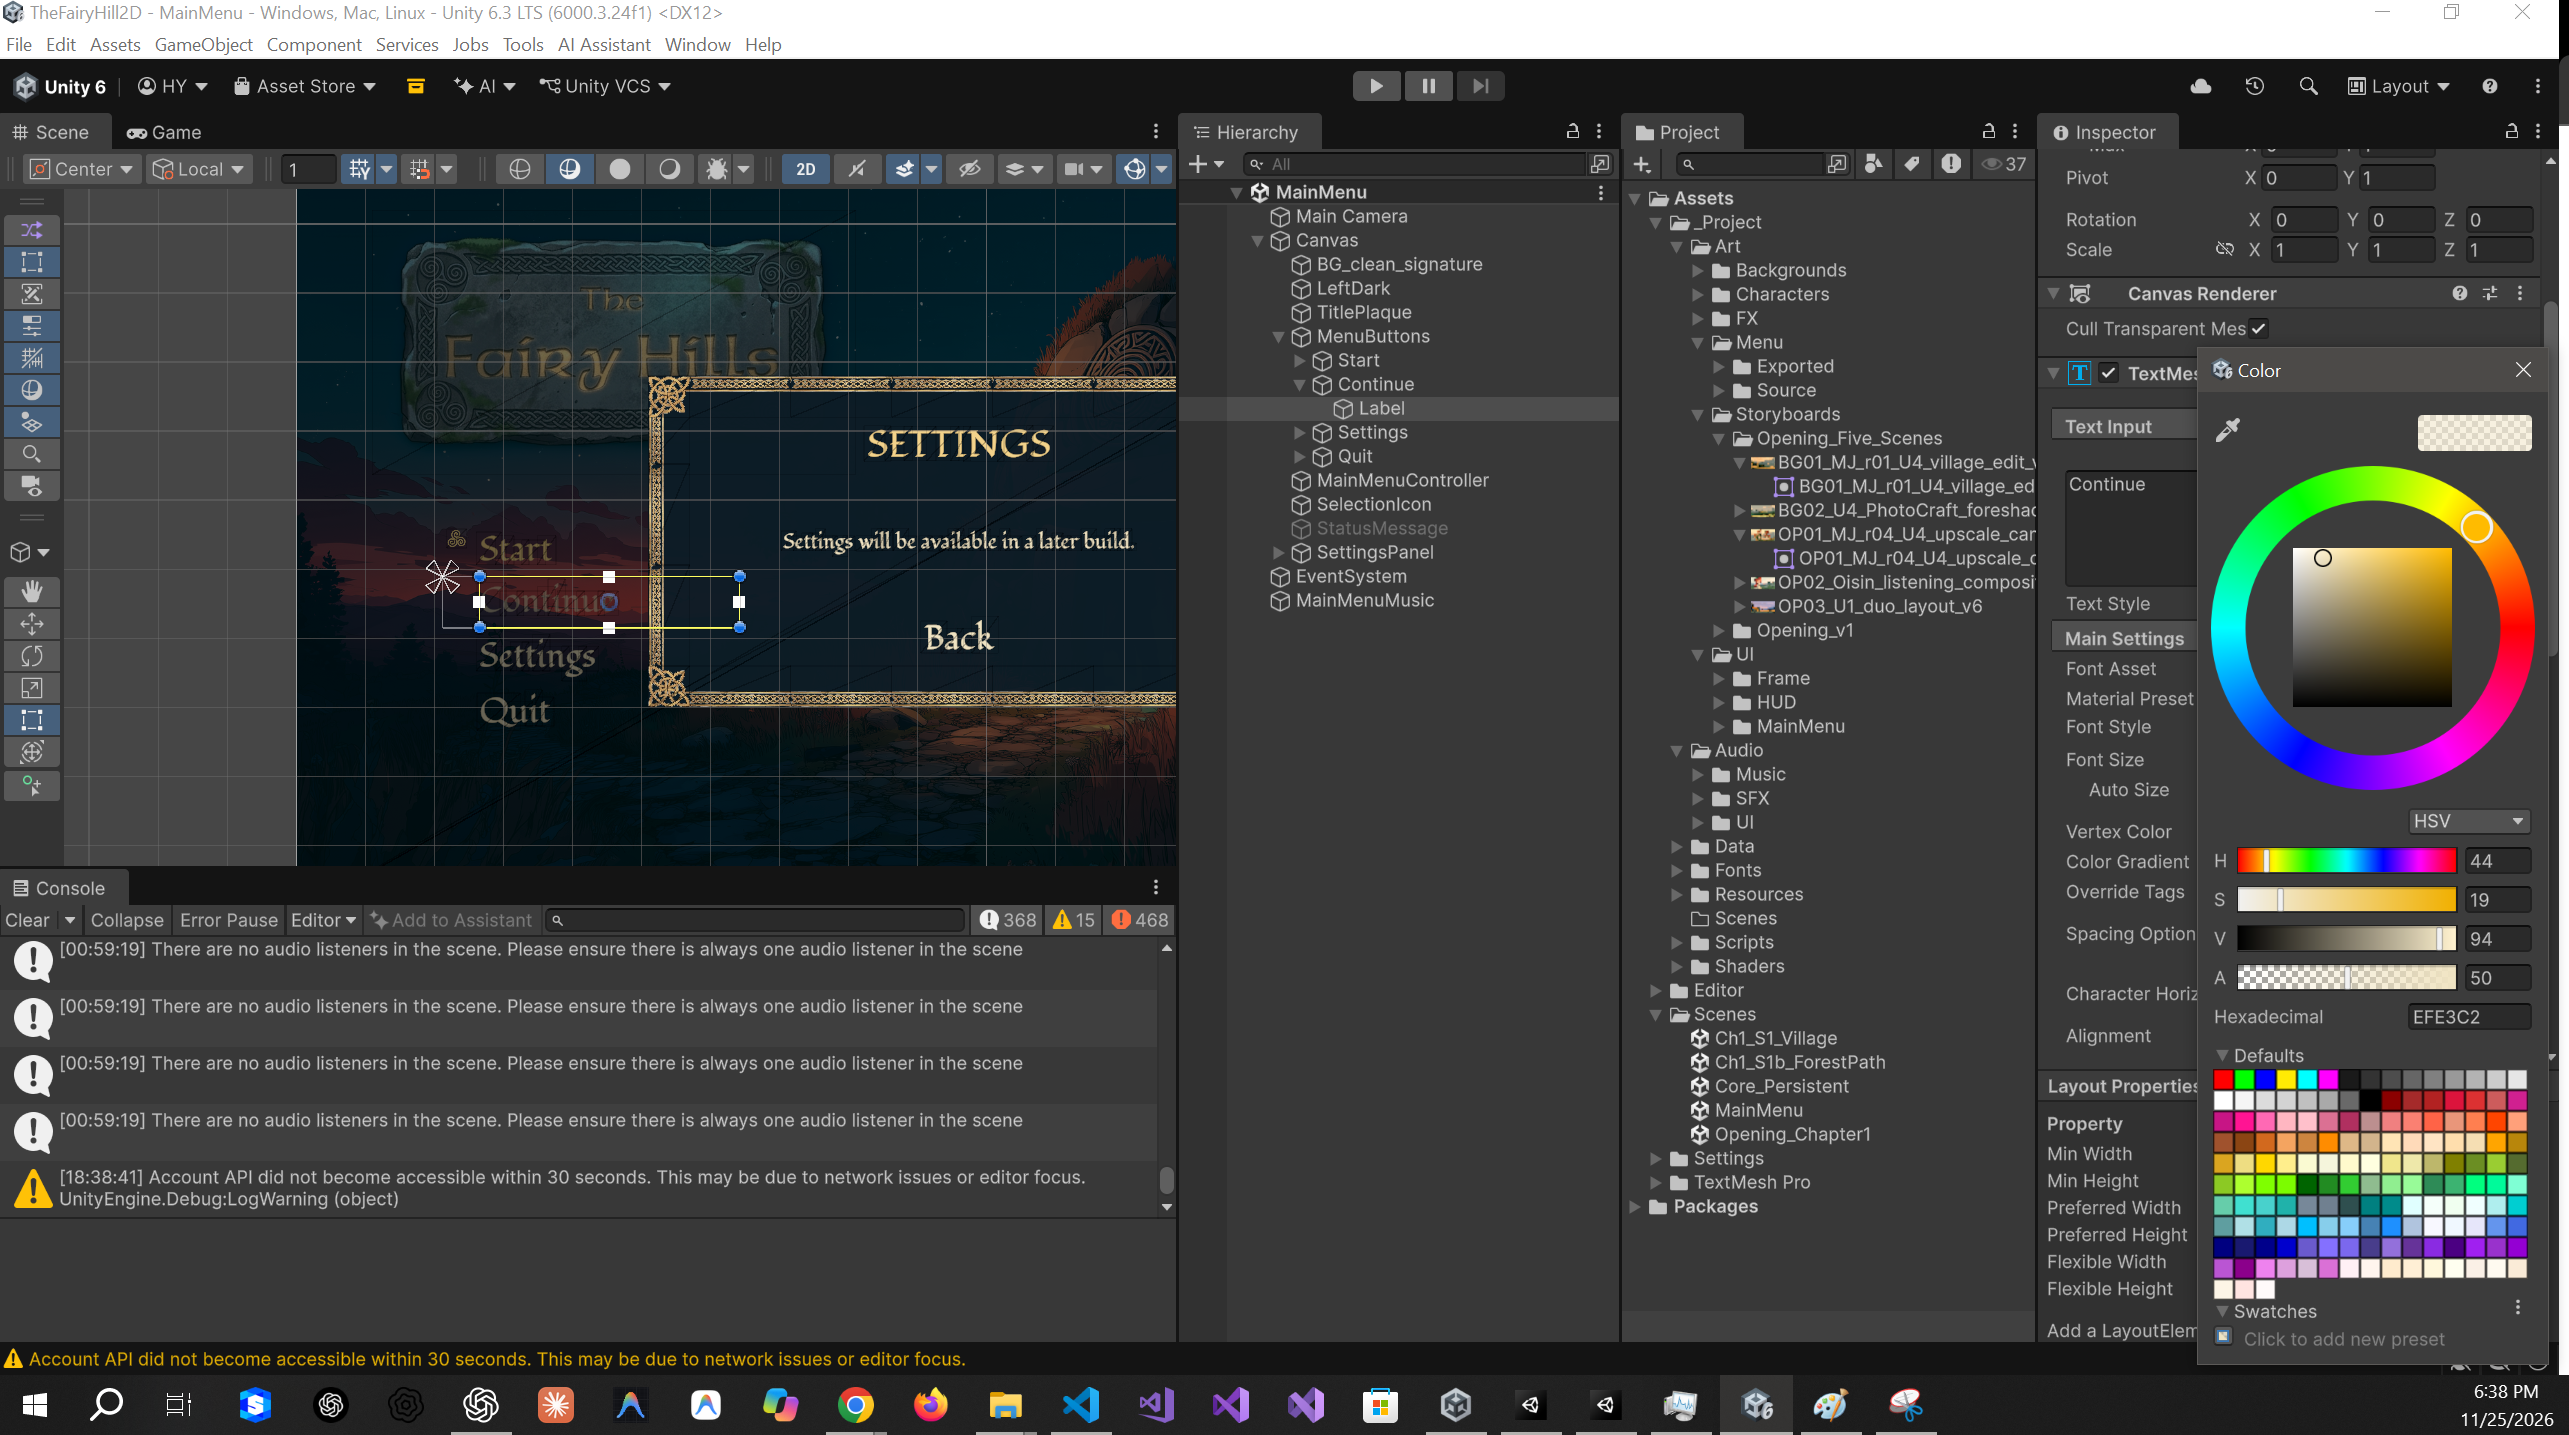 TheFairyHill2D - MainMenu - Windows, Mac, Linux - Unity 6.3 LTS (6000.3.24f1) <DX12>
File Edit Assets GameObject Component Services Jobs Tools AI Assistant Window Help
Unity 6 HY Asset Store AI Unity VCS Layout
Scene Game
Center Local 1 2D
The
Fairy Hills
SETTINGS
Settings will be available in a later build.
Back
Start
Continue
Settings
Quit
Console
Clear Collapse Error Pause Editor Add to Assistant 368 15 468
[00:59:19] There are no audio listeners in the scene. Please ensure there is always one audio listener in the scene
[00:59:19] There are no audio listeners in the scene. Please ensure there is always one audio listener in the scene
[00:59:19] There are no audio listeners in the scene. Please ensure there is always one audio listener in the scene
[00:59:19] There are no audio listeners in the scene. Please ensure there is always one audio listener in the scene
[18:38:41] Account API did not become accessible within 30 seconds. This may be due to network issues or editor focus.
UnityEngine.Debug:LogWarning (object)
Account API did not become accessible within 30 seconds. This may be due to network issues or editor focus.
Hierarchy
All
MainMenu
Main Camera
Canvas
BG_clean_signature
LeftDark
TitlePlaque
MenuButtons
Start
Continue
Label
Settings
Quit
MainMenuController
SelectionIcon
StatusMessage
SettingsPanel
EventSystem
MainMenuMusic
Project
37
Assets
_Project
Art
Backgrounds
Characters
FX
Menu
Exported
Source
Storyboards
Opening_Five_Scenes
BG01_MJ_r01_U4_village_edit_
BG01_MJ_r01_U4_village_ed
BG02_U4_PhotoCraft_foreshad
OP01_MJ_r04_U4_upscale_car
OP01_MJ_r04_U4_upscale_
OP02_Oisin_listening_composi
OP03_U1_duo_layout_v6
Opening_v1
UI
Frame
HUD
MainMenu
Audio
Music
SFX
UI
Data
Fonts
Resources
Scenes
Scripts
Shaders
Editor
Scenes
Ch1_S1_Village
Ch1_S1b_ForestPath
Core_Persistent
MainMenu
Opening_Chapter1
Settings
TextMesh Pro
Packages
Inspector
Pivot X 0 Y 1
Rotation X 0 Y 0 Z 0
Scale X 1 Y 1 Z 1
Canvas Renderer
Cull Transparent Mes
TextMes
Text Input
Continue
Text Style
Main Settings
Font Asset
Material Preset
Font Style
Font Size
Auto Size
Vertex Color
Color Gradient
Override Tags
Spacing Option
Character Horiz
Alignment
Layout Properties
Property
Min Width
Min Height
Preferred Width
Preferred Height
Flexible Width
Flexible Height
Add a LayoutElem
Color
HSV
H 44
S 19
V 94
A 50
Hexadecimal EFE3C2
Defaults
Swatches
Click to add new preset
6:38 PM
11/25/2026